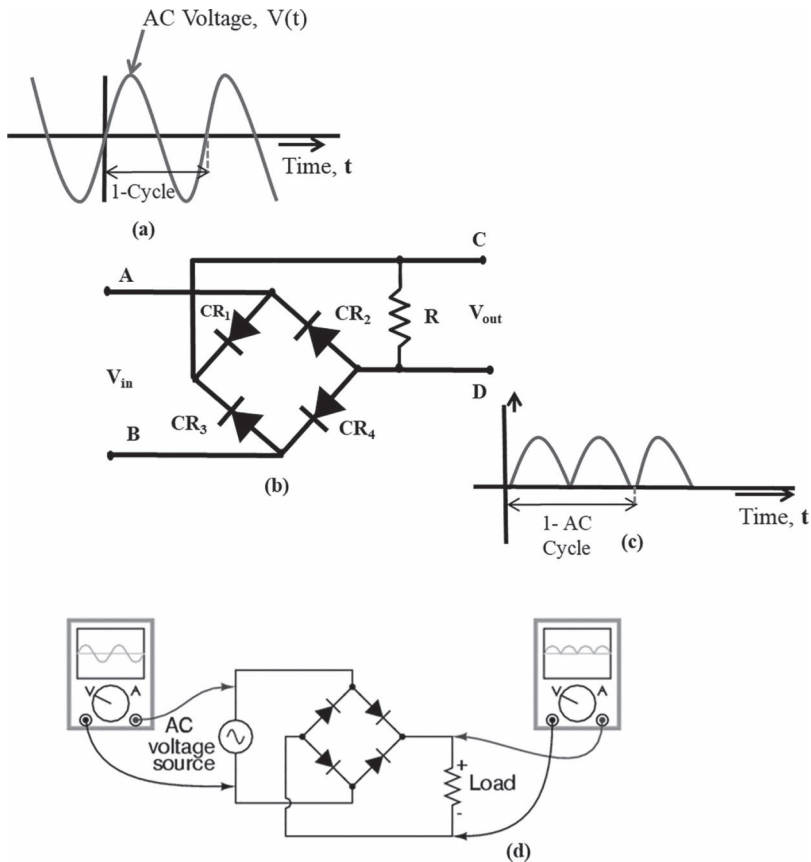 AC Voltage, V(t)
Time, t
1-Cycle
(a)
A
C
CR1
CR2
R
Vout
Vin
D
CR3
CR4
B
(b)
1- AC
Cycle
Time, t
(c)
V A
V A
AC
voltage
source
+
Load
-
(d)